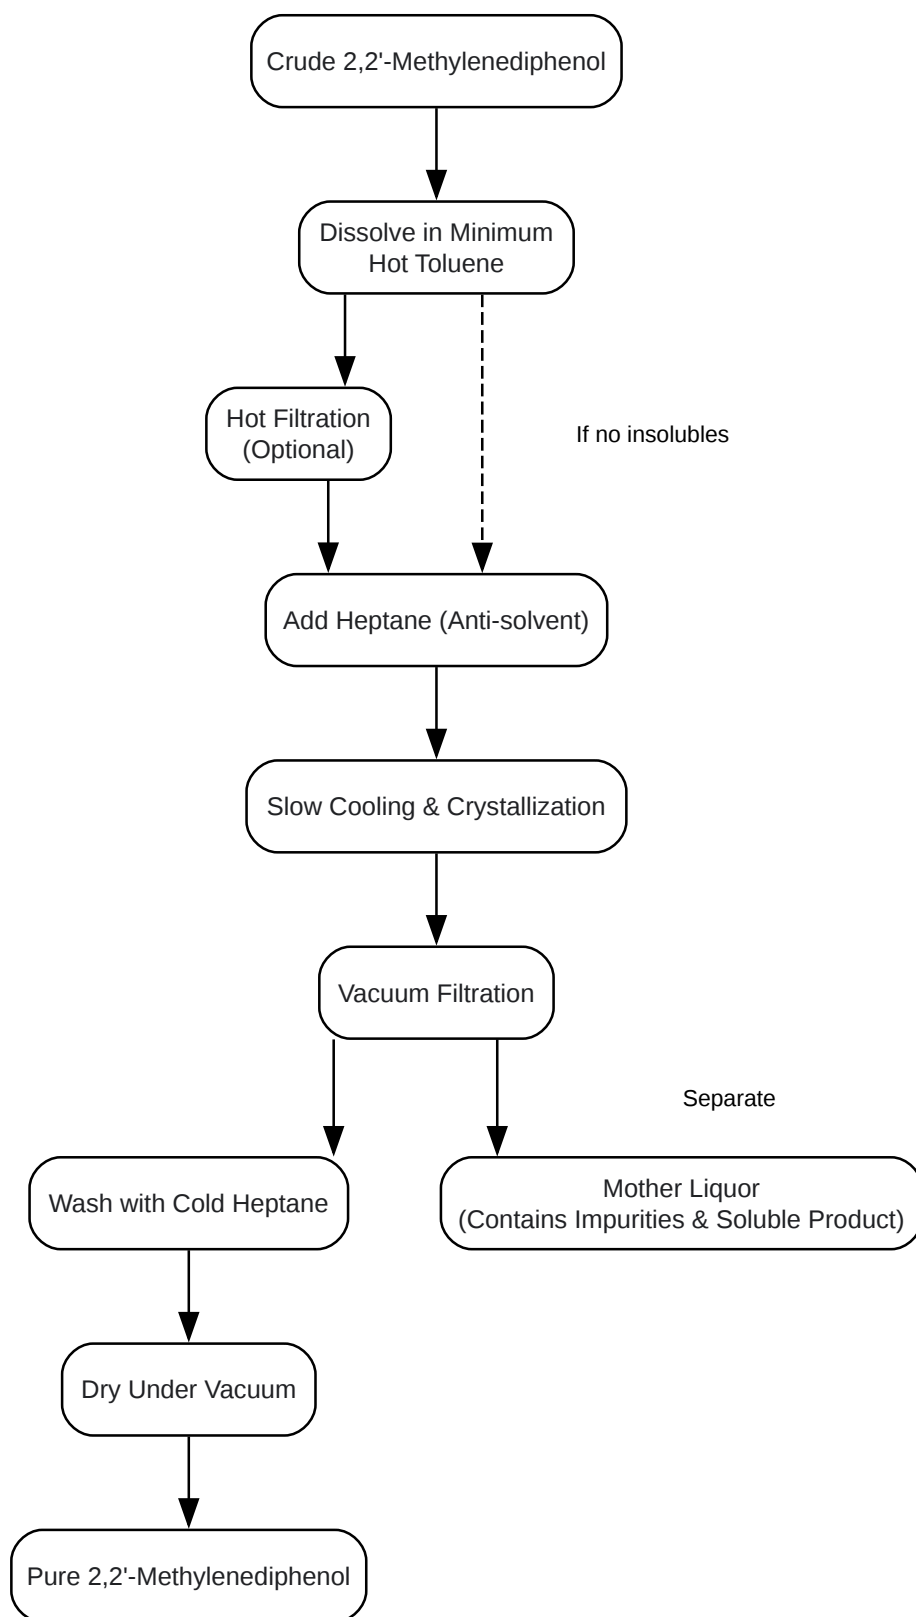 Crude 2,2'-Methylenediphenol
Dissolve in Minimum
Hot Toluene
Hot Filtration
(Optional)
If no insolubles
Add Heptane (Anti-solvent)
Slow Cooling & Crystallization
Vacuum Filtration
Separate
Wash with Cold Heptane
Mother Liquor
(Contains Impurities & Soluble Product)
Dry Under Vacuum
Pure 2,2'-Methylenediphenol